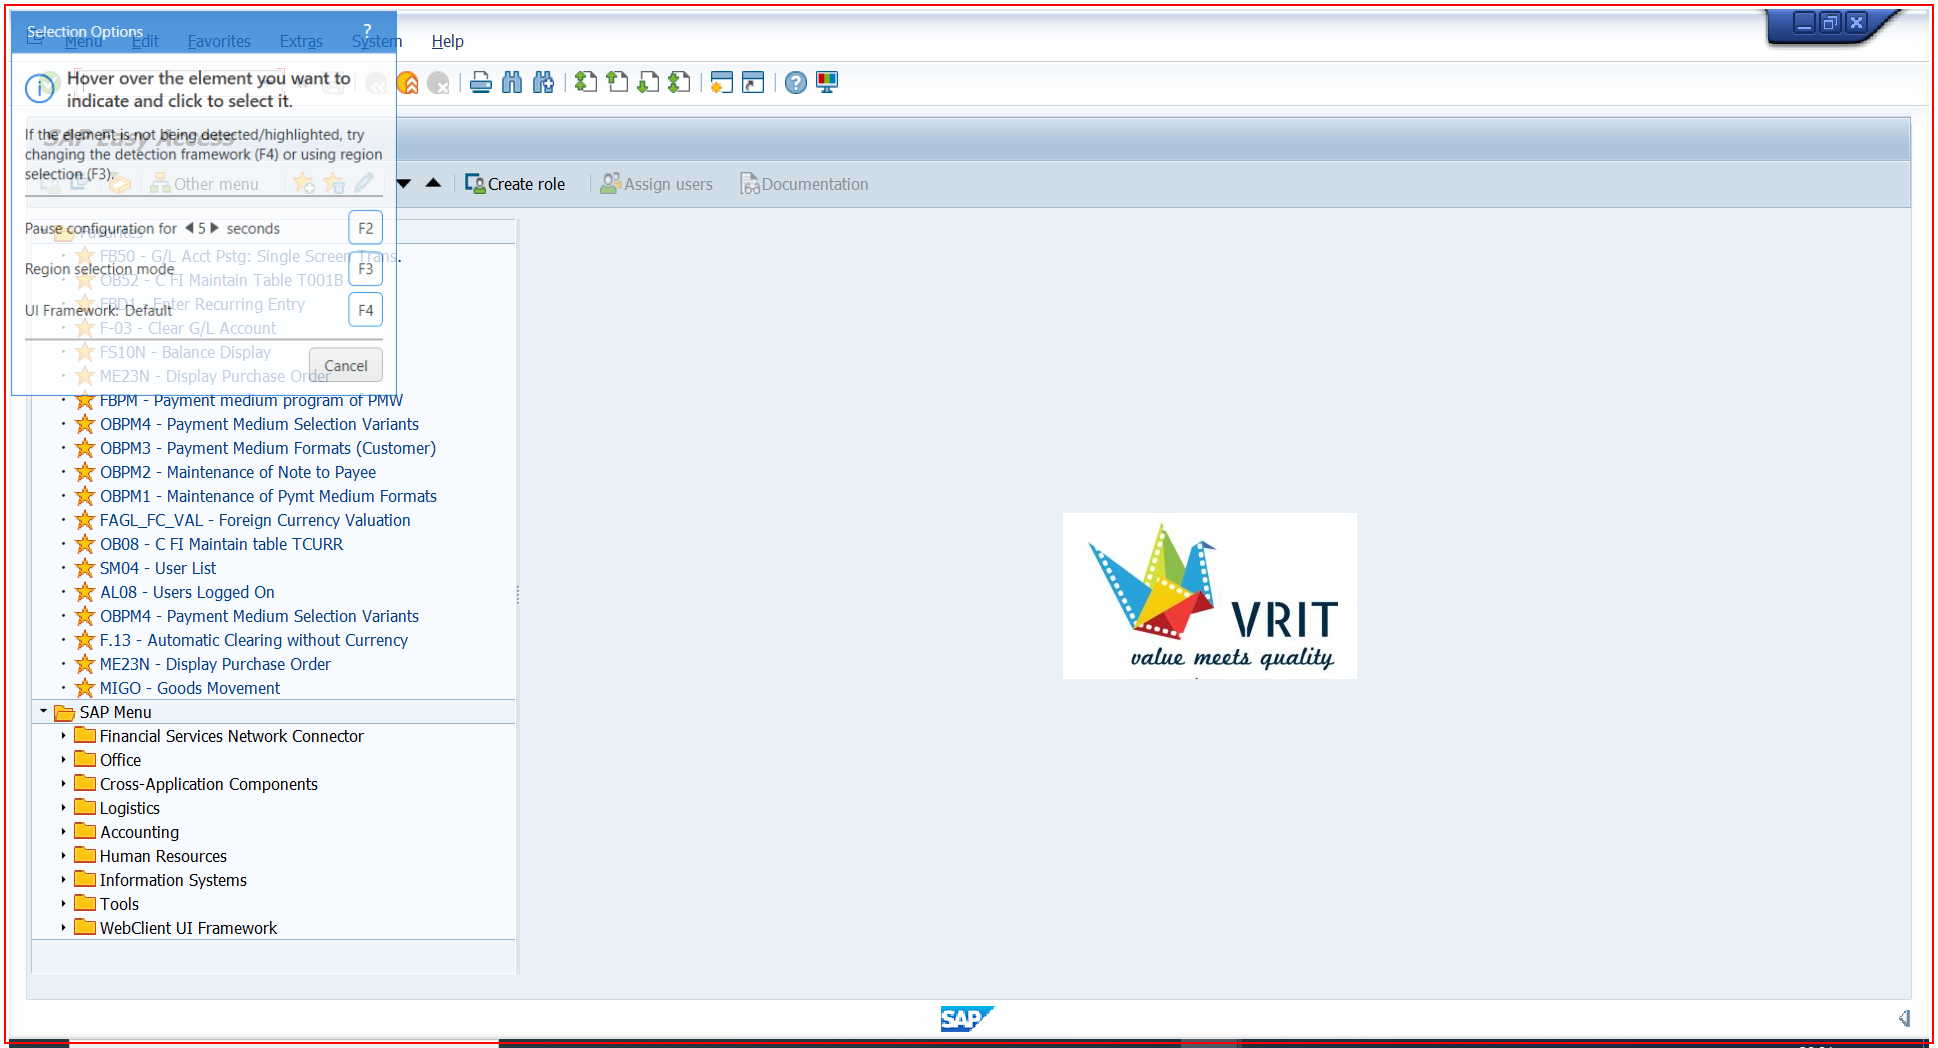 Selection Options ?
Menu Edit Favorites Extras System Help
Hover over the element you want to
indicate and click to select it.
If the element is not being detected/highlighted, try
changing the detection framework (F4) or using region
selection (F3).
SAP Easy Access
Other menu Create role Assign users Documentation
Pause configuration for 5 seconds F2
Favorites
FB50 - G/L Acct Pstg: Single Screen Trans.
Region selection mode F3
OB52 - C FI Maintain Table T001B
FBD1 - Enter Recurring Entry
UI Framework: Default F4
F-03 - Clear G/L Account
FS10N - Balance Display
Cancel
ME23N - Display Purchase Order
FBPM - Payment medium program of PMW
OBPM4 - Payment Medium Selection Variants
OBPM3 - Payment Medium Formats (Customer)
OBPM2 - Maintenance of Note to Payee
OBPM1 - Maintenance of Pymt Medium Formats
FAGL_FC_VAL - Foreign Currency Valuation
OB08 - C FI Maintain table TCURR
SM04 - User List
AL08 - Users Logged On
OBPM4 - Payment Medium Selection Variants
F.13 - Automatic Clearing without Currency
ME23N - Display Purchase Order
MIGO - Goods Movement
SAP Menu
Financial Services Network Connector
Office
Cross-Application Components
Logistics
Accounting
Human Resources
Information Systems
Tools
WebClient UI Framework
VRIT
value meets quality
SAP